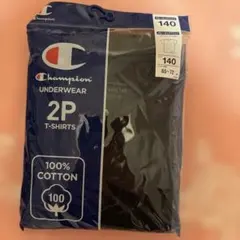 140
Champion
UNDERWEAR
2P
T-SHIRTS
140
100%
COTTON
100